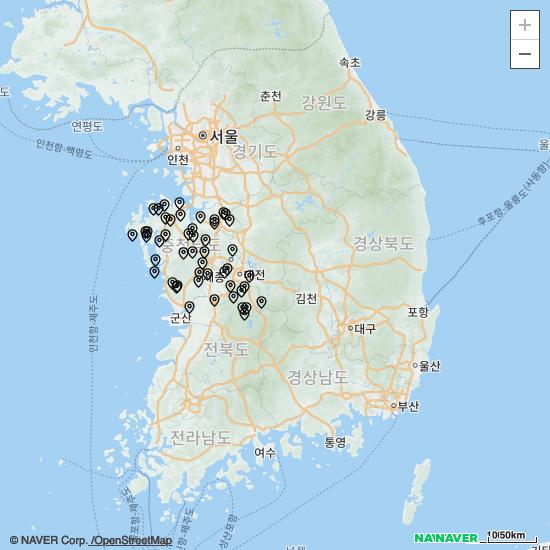 +
속초
도
춘천
강원도
연평도
강릉
서울
인천항-백령도
인천
경기도
울
후포항-울릉도(사동항)
충청남도
경상북도
세종
대전
김천
인천항-제주도
군산
포항
대구
전북도
울산
경상남도
부산
전라남도
통영
여수
© NAVER Corp. /OpenStreetMap
NAVER
10|50km